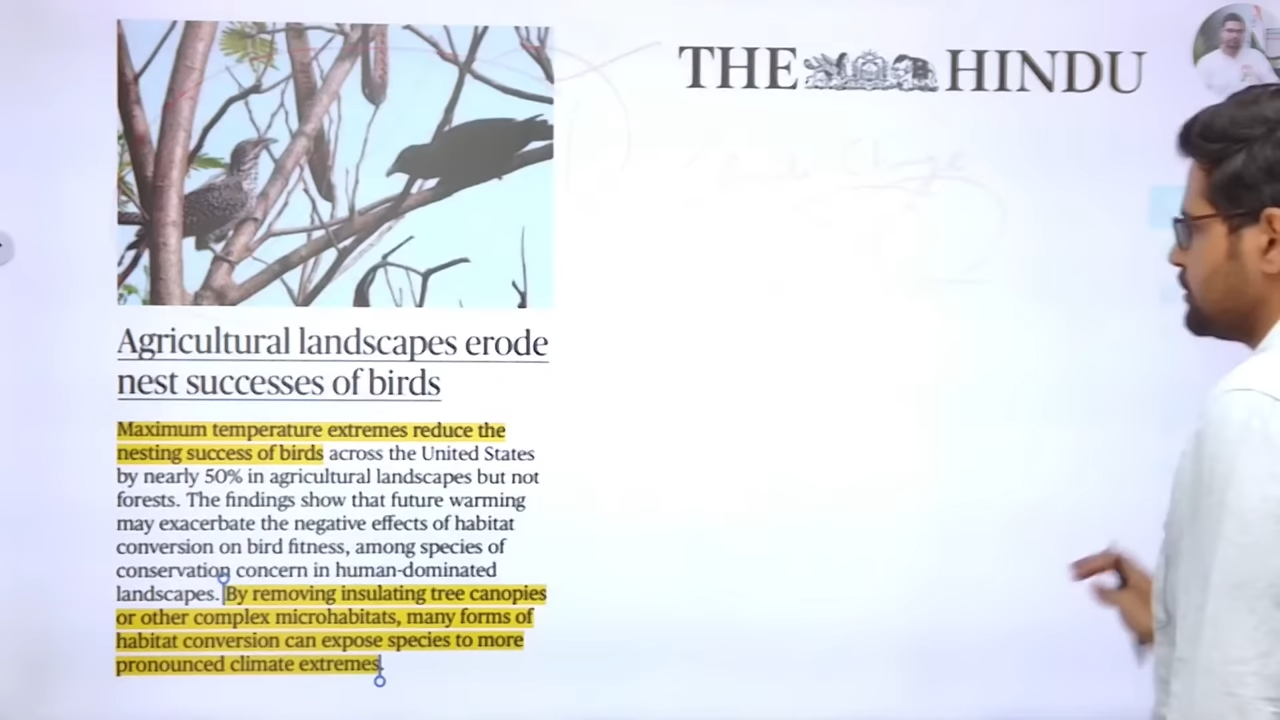 THE HINDU
Agricultural landscapes erode
nest successes of birds
Maximum temperature extremes reduce the
nesting success of birds across the United States
by nearly 50% in agricultural landscapes but not
forests. The findings show that future warming
may exacerbate the negative effects of habitat
conversion on bird fitness, among species of
conservation concern in human-dominated
landscapes. By removing insulating tree canopies
or other complex microhabitats, many forms of
habitat conversion can expose species to more
pronounced climate extremes.